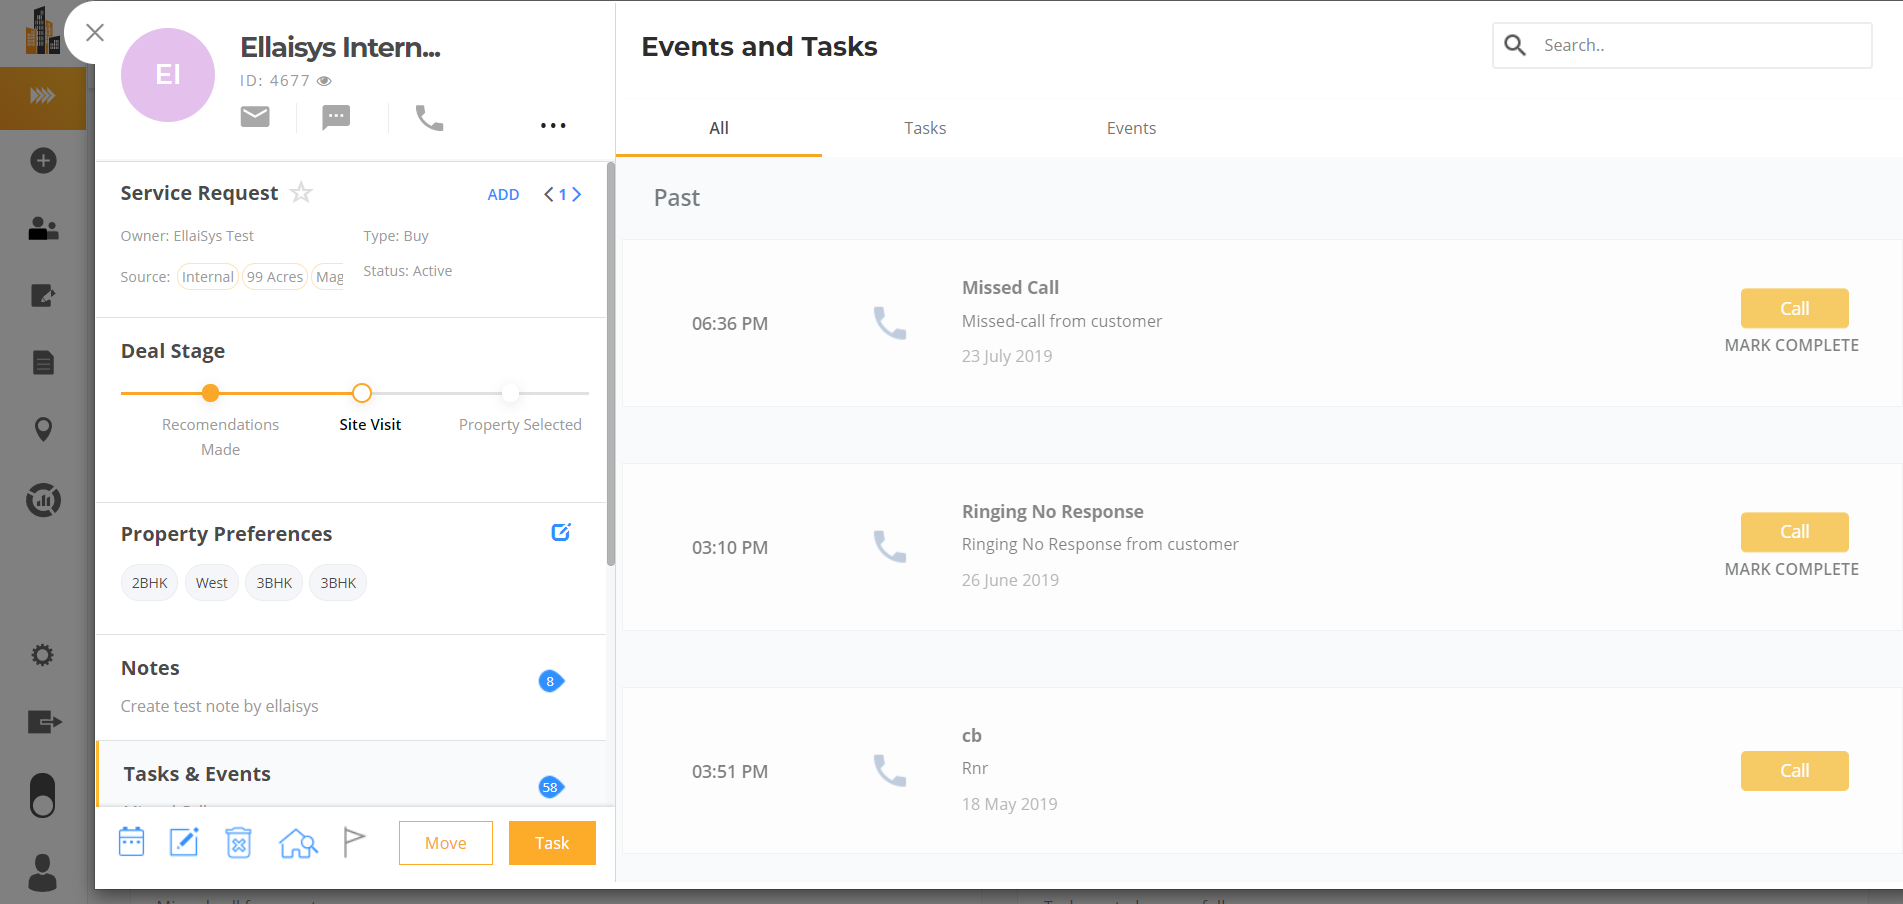 EI
Ellaisys Intern...
ID: 4677
Service Request
ADD
1
Owner: EllaiSys Test
Type: Buy
Source: Internal 99 Acres Mag
Status: Active
Deal Stage
Recomendations
Made
Site Visit
Property Selected
Property Preferences
2BHK West 3BHK 3BHK
Notes
8
Create test note by ellaisys
Tasks & Events
58
Move
Task
Events and Tasks
Search..
All
Tasks
Events
Past
06:36 PM
Missed Call
Missed-call from customer
23 July 2019
Call
MARK COMPLETE
03:10 PM
Ringing No Response
Ringing No Response from customer
26 June 2019
Call
MARK COMPLETE
03:51 PM
cb
Rnr
18 May 2019
Call